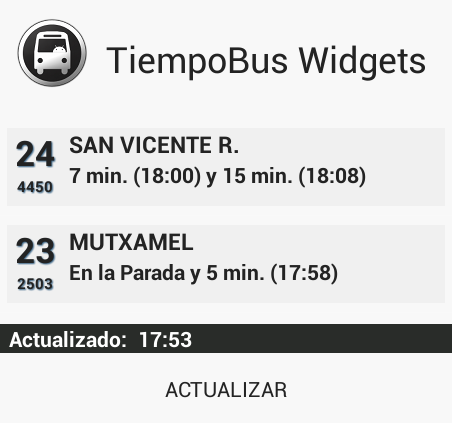 TiempoBus Widgets
24 SAN VICENTE R.
4450 7 min. (18:00) y 15 min. (18:08)
23 MUTXAMEL
2503 En la Parada y 5 min. (17:58)
Actualizado: 17:53
ACTUALIZAR